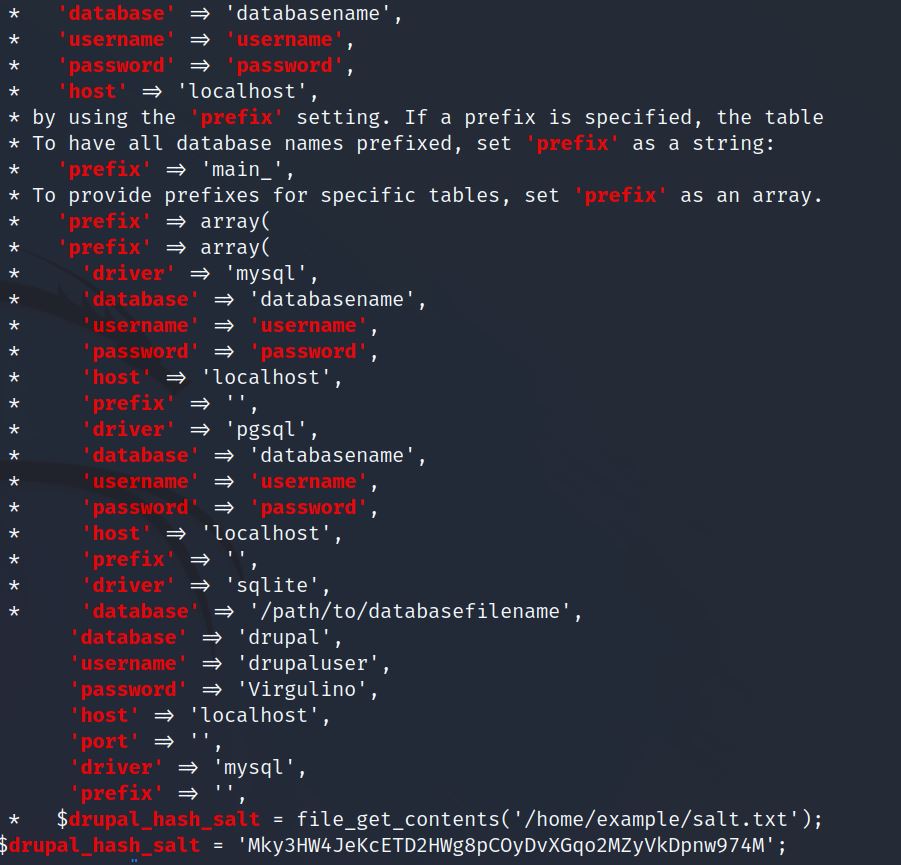 *   'database' => 'databasename',
*   'username' => 'username',
*   'password' => 'password',
*   'host' => 'localhost',
* by using the 'prefix' setting. If a prefix is specified, the table
* To have all database names prefixed, set 'prefix' as a string:
*   'prefix' => 'main_',
* To provide prefixes for specific tables, set 'prefix' as an array.
*   'prefix' => array(
*   'prefix' => array(
*     'driver' => 'mysql',
*     'database' => 'databasename',
*     'username' => 'username',
*     'password' => 'password',
*     'host' => 'localhost',
*     'prefix' => '',
*     'driver' => 'pgsql',
*     'database' => 'databasename',
*     'username' => 'username',
*     'password' => 'password',
*     'host' => 'localhost',
*     'prefix' => '',
*     'driver' => 'sqlite',
*     'database' => '/path/to/databasefilename',
      'database' => 'drupal',
      'username' => 'drupaluser',
      'password' => 'Virgulino',
      'host' => 'localhost',
      'port' => '',
      'driver' => 'mysql',
      'prefix' => '',
*   $drupal_hash_salt = file_get_contents('/home/example/salt.txt');
$drupal_hash_salt = 'Mky3HW4JeKcETD2HWg8pCOyDvXGqo2MZyVkDpnw974M';